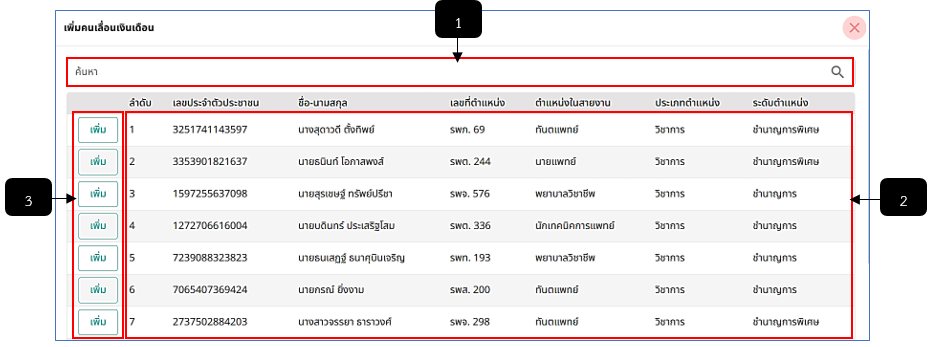 1
เพิ่มคนเลื่อนเงินเดือน
ค้นหา
ลำดับ เลขประจำตัวประชาชน ชื่อ-นามสกุล เลขที่ตำแหน่ง ตำแหน่งในสายงาน ประเภทตำแหน่ง ระดับตำแหน่ง
เพิ่ม 1 3251741143597 นางสุดาวดี ตั้งทิพย์ รพท. 69 ทันตแพทย์ วิชาการ ชำนาญการพิเศษ
เพิ่ม 2 3353901821637 นายธนินท์ โอภาสพงส์ รพต. 244 นายแพทย์ วิชาการ ชำนาญการพิเศษ
3 เพิ่ม 3 1597255637098 นายสุรเชษฐ์ ทรัพย์ปรีชา รพจ. 576 พยาบาลวิชาชีพ วิชาการ ชำนาญการ 2
เพิ่ม 4 1272706616004 นายบดินทร์ ประเสริฐโสม รพต. 336 นักเทคนิคการแพทย์ วิชาการ ชำนาญการ
เพิ่ม 5 7239088323823 นายธนเสฏฐ์ ธนาศุบินเจริญ รพท. 193 พยาบาลวิชาชีพ วิชาการ ชำนาญการ
เพิ่ม 6 7065407369424 นายกรณ์ ยิ่งงาม รพส. 200 ทันตแพทย์ วิชาการ ชำนาญการ
เพิ่ม 7 2737502884203 นางสาวจรรยา ธาราวงศ์ รพจ. 298 ทันตแพทย์ วิชาการ ชำนาญการพิเศษ